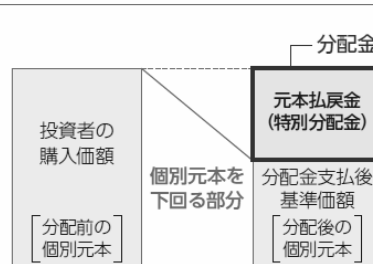 分配金
投資者の
購入価額
分配前の
個別元本
個別元本を
下回る部分
元本払戻金
(特別分配金)
分配金支払後
基準価額
分配後の
個別元本